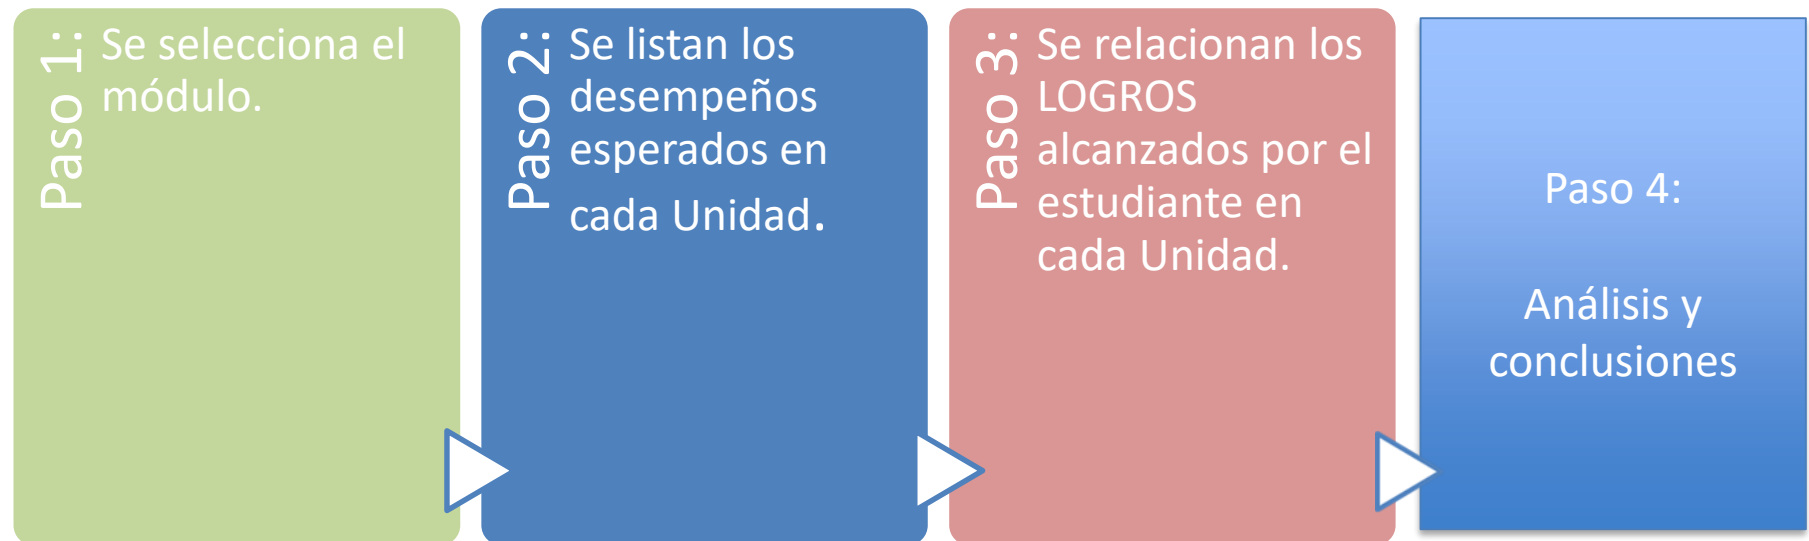 Paso 1:
Se selecciona el
módulo.
Paso 2:
Se listan los
desempeños
esperados en
cada Unidad.
Paso 3:
Se relacionan los
LOGROS
alcanzados por el
estudiante en
cada Unidad.
Paso 4:
Análisis y
conclusiones